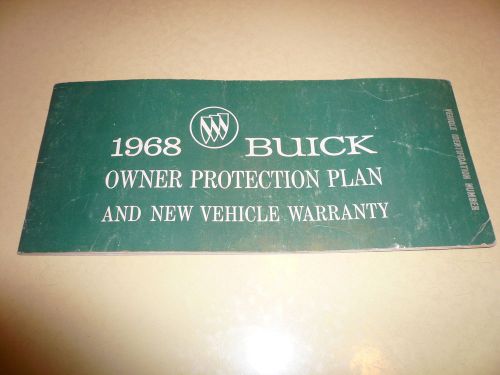 1968 BUICK
OWNER PROTECTION PLAN
AND NEW VEHICLE WARRANTY
VEHICLE IDENTIFICATION NUMBER